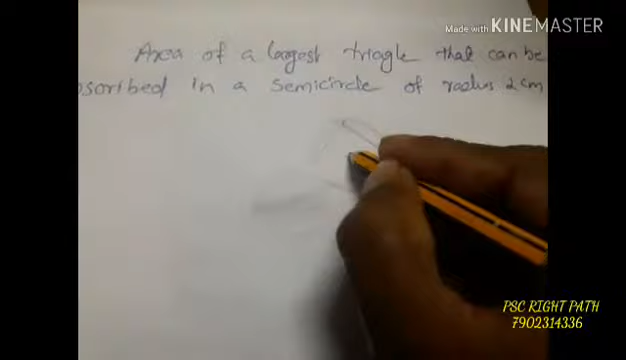 Made with KINEMASTER
Area of a largest triagle that can be
bscribed in a semicircle of radius 2cm
PSC RIGHT PATH
7902314336